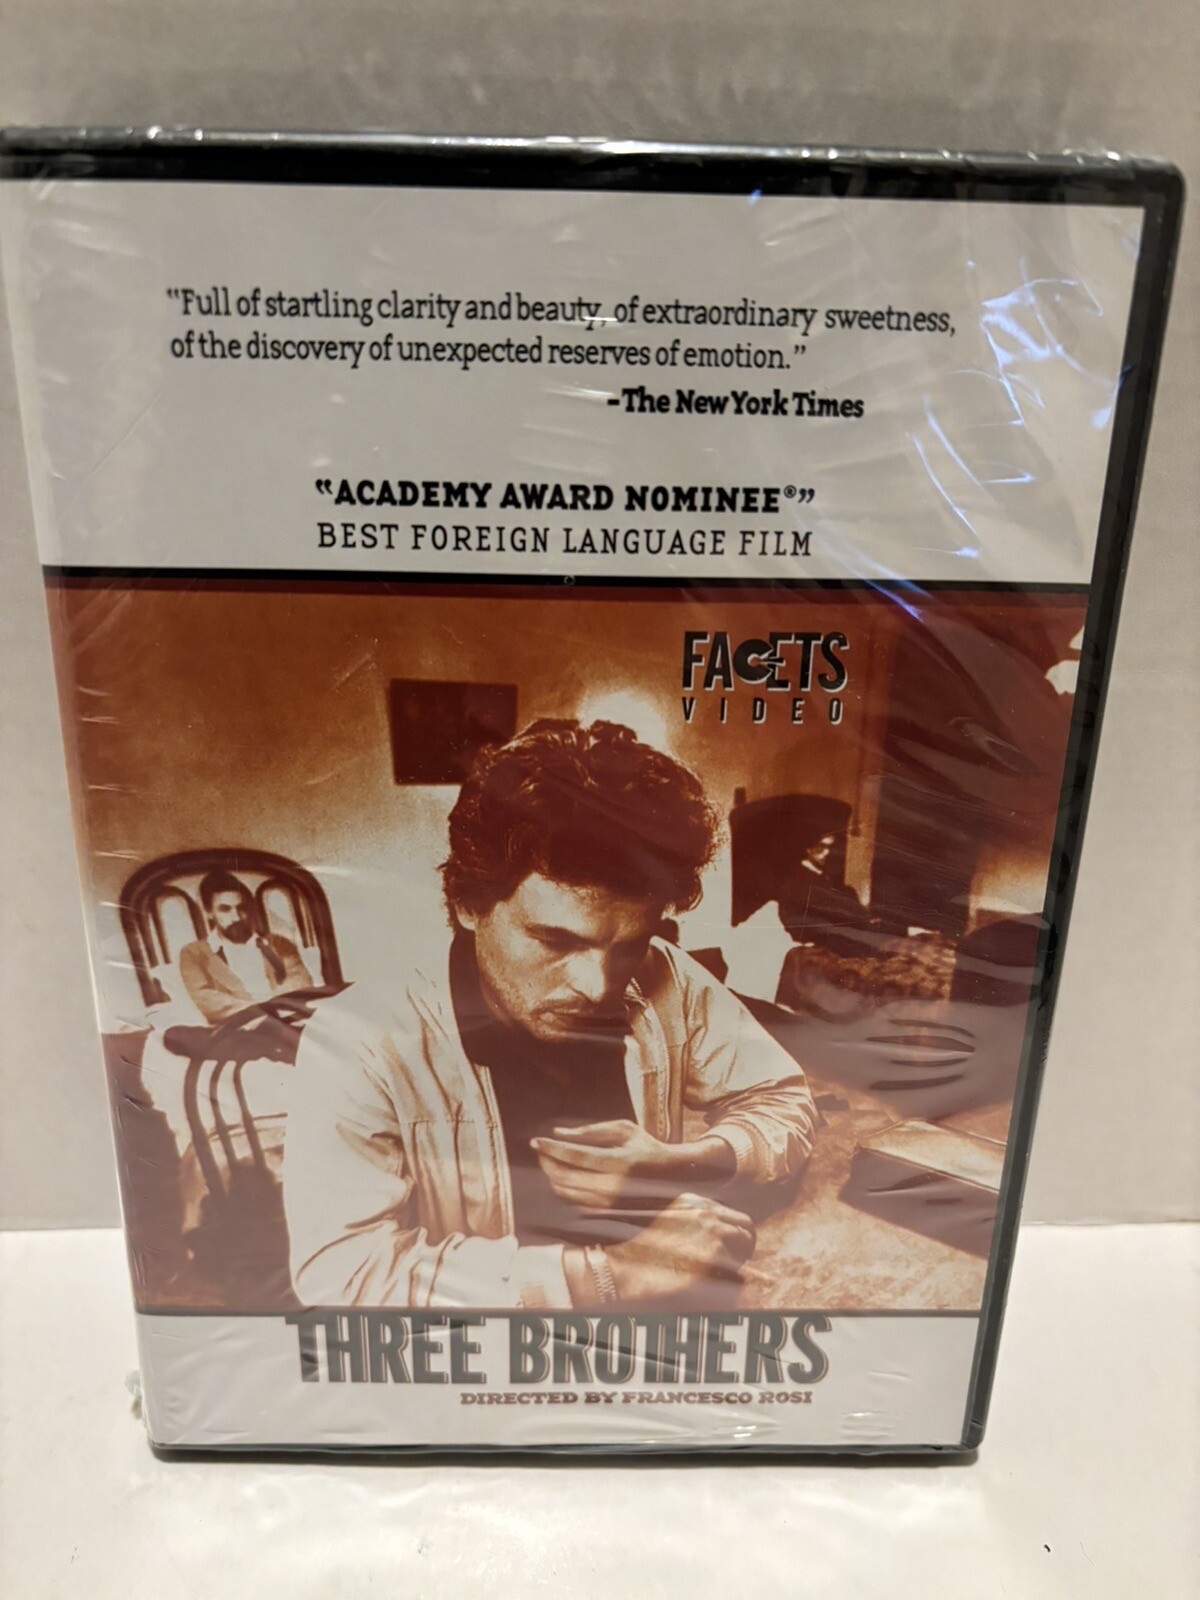 “Full of startling clarity and beauty, of extraordinary sweetness,
of the discovery of unexpected reserves of emotion.”
–The New York Times
“ACADEMY AWARD NOMINEE®”
BEST FOREIGN LANGUAGE FILM
FACETS
VIDEO
THREE BROTHERS
DIRECTED BY FRANCESCO ROSI